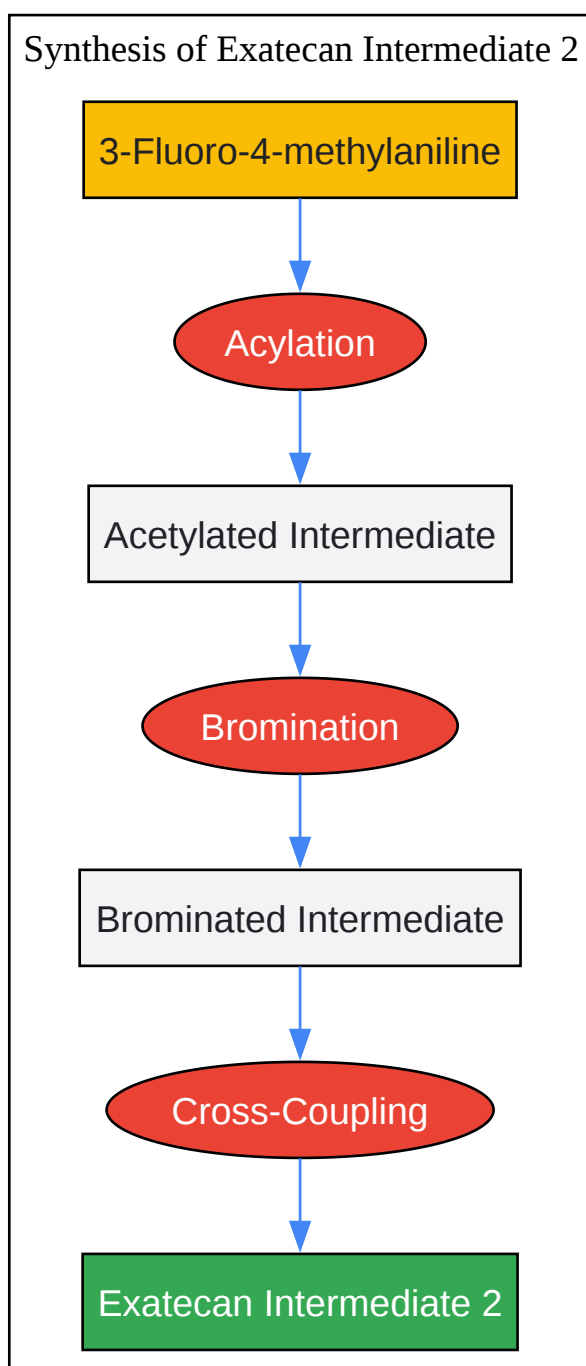 Synthesis of Exatecan Intermediate 2
3-Fluoro-4-methylaniline
Acylation
Acetylated Intermediate
Bromination
Brominated Intermediate
Cross-Coupling
Exatecan Intermediate 2